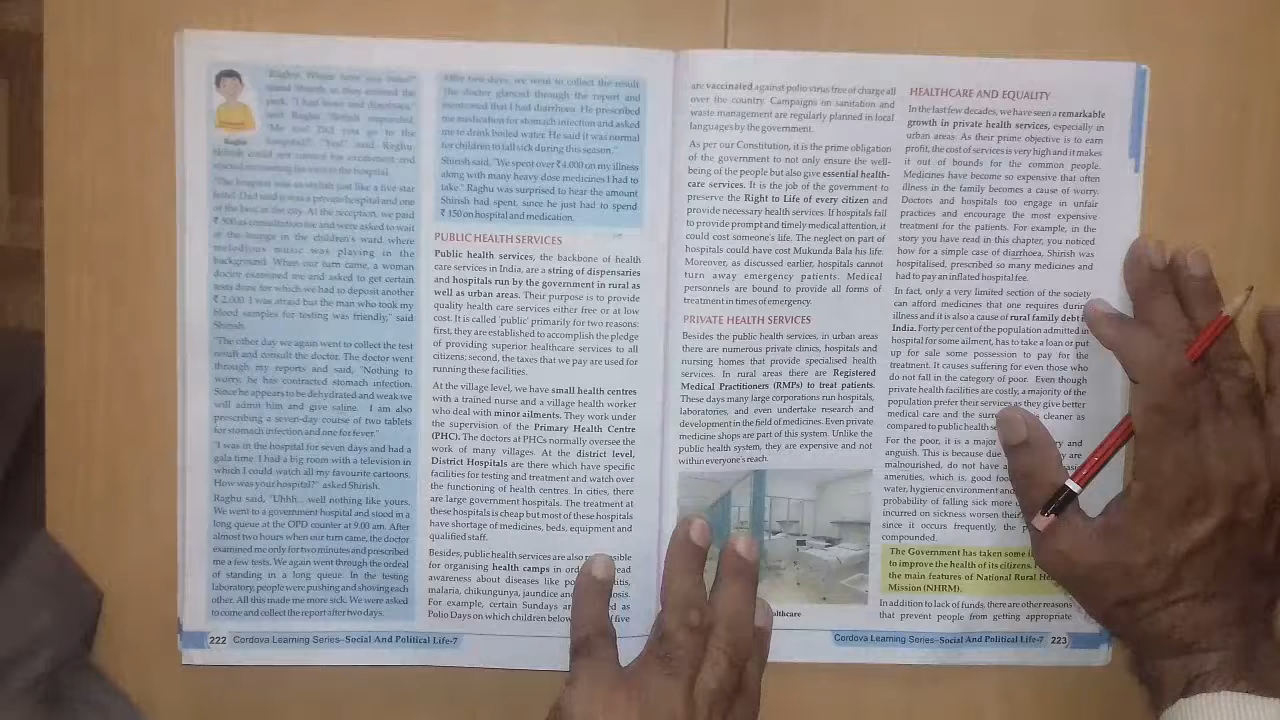 Raghu
Shirish could not control his excitement and
"The hospital was as stylish just like a five star
hotel! Dad said it was a private hospital and one
of the best in the city. At the reception, we paid
₹ 500 as consultation fee and were asked to wait
in the lounge in the children's ward where
melodious music was playing in the
background. When our turn came, a woman
doctor examined me and asked to get certain
tests done for which we had to deposit another
₹ 2,000. I was afraid but the man who took my
blood samples for testing was friendly," said
Shirish.
"The other day we again went to collect the test
result and consult the doctor. The doctor went
through my reports and said, "Nothing to
worry, he has contracted stomach infection.
Since he appears to be dehydrated and weak we
will admit him and give saline. I am also
prescribing a seven-day course of two tablets
for stomach infection and one for fever."
"I was in the hospital for seven days and had a
gala time. I had a big room with a television in
which I could watch all my favourite cartoons.
How was your hospital?" asked Shirish.
Raghu said, "Uhhh... well nothing like yours.
We went to a government hospital and stood in a
long queue at the OPD counter at 9.00 am. After
almost two hours when our turn came, the doctor
examined me only for two minutes and prescribed
me a few tests. We again went through the ordeal
of standing in a long queue. In the testing
laboratory, people were pushing and shoving each
other. All this made me more sick. We were asked
to come and collect the report after two days.
222 Cordova Learning Series–Social And Political Life-7
After two days, we went to collect the result.
The doctor glanced through the report and
mentioned that I had diarrhoea. He prescribed
me medication for stomach infection and asked
me to drink boiled water. He said it was normal
for children to fall sick during this season."
Shirish said, "We spent over ₹ 4,000 on my illness
along with many heavy dose medicines I had to
take." Raghu was surprised to hear the amount
Shirish had spent, since he just had to spend
₹ 150 on hospital and medication.
PUBLIC HEALTH SERVICES
Public health services, the backbone of health
care services in India, are a string of dispensaries
and hospitals run by the government in rural as
well as urban areas. Their purpose is to provide
quality health care services either free or at low
cost. It is called 'public' primarily for two reasons:
first, they are established to accomplish the pledge
of providing superior healthcare services to all
citizens; second, the taxes that we pay are used for
running these facilities.
At the village level, we have small health centres
with a trained nurse and a village health worker
who deal with minor ailments. They work under
the supervision of the Primary Health Centre
(PHC). The doctors at PHCs normally oversee the
work of many villages. At the district level,
District Hospitals are there which have specific
facilities for testing and treatment and watch over
the functioning of health centres. In cities, there
are large government hospitals. The treatment at
these hospitals is cheap but most of these hospitals
have shortage of medicines, beds, equipment and
qualified staff.
Besides, public health services are also
for organising health camps in
awareness about diseases like
malaria, chikungunya, jaundice and
For example, certain Sundays are as
Polio Days on which children below five
are vaccinated against polio virus free of charge all
over the country. Campaigns on sanitation and
waste management are regularly planned in local
languages by the government.
As per our Constitution, it is the prime obligation
of the government to not only ensure the well-
being of the people but also give essential health-
care services. It is the job of the government to
preserve the Right to Life of every citizen and
provide necessary health services. If hospitals fail
to provide prompt and timely medical attention, it
could cost someone's life. The neglect on part of
hospitals could have cost Mukunda Bala his life.
Moreover, as discussed earlier, hospitals cannot
turn away emergency patients. Medical
personnels are bound to provide all forms of
treatment in times of emergency.
PRIVATE HEALTH SERVICES
Besides the public health services, in urban areas
there are numerous private clinics, hospitals and
nursing homes that provide specialised health
services. In rural areas there are Registered
Medical Practitioners (RMPs) to treat patients.
These days many large corporations run hospitals,
laboratories, and even undertake research and
development in the field of medicines. Even private
medicine shops are part of this system. Unlike the
public health system, they are expensive and not
within everyone's reach.
HEALTHCARE AND EQUALITY
In the last few decades, we have seen a remarkable
growth in private health services, especially in
urban areas. As their prime objective is to earn
profit, the cost of services is very high and it makes
it out of bounds for the common people.
Medicines have become so expensive that often
illness in the family becomes a cause of worry.
Doctors and hospitals too engage in unfair
practices and encourage the most expensive
treatment for the patients. For example, in the
story you have read in this chapter, you noticed
how for a simple case of diarrhoea, Shirish was
hospitalised, prescribed so many medicines and
had to pay an inflated hospital fee.
In fact, only a very limited section of the society
can afford medicines that one requires during
illness and it is also a cause of rural family debt
India. Forty per cent of the population admitted in
hospital for some ailment, has to take a loan or put
up for sale some possession to pay for the
treatment. It causes suffering for even those who
do not fall in the category of poor. Even though
private health facilities are costly, a majority of the
population prefer their services as they give better
medical care and the cleaner as
compared to public health
For the poor, it is a major and
anguish. This is because are
malnourished, do not have
amenities, which is, good
water, hygienic environment and
probability of falling sick more
incurred on sickness worsen their
since it occurs frequently, the
compounded.
The Government has taken some
to improve the health of its citizens.
the main features of National Rural
Mission (NHRM).
In addition to lack of funds, there are other reasons
that prevent people from getting appropriate
Cordova Learning Series–Social And Political Life-7 223